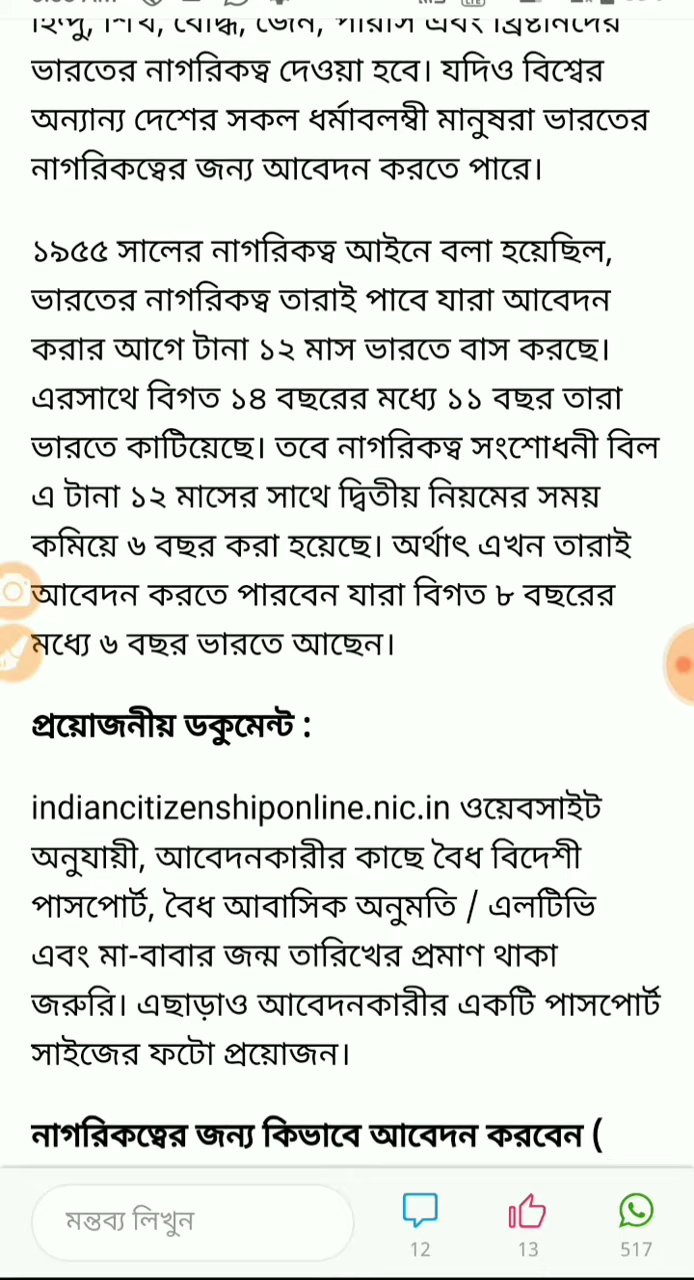 হিন্দু, শিখ, বৌদ্ধ, জৈন, পারসি এবং খ্রিষ্টানদের
ভারতের নাগরিকত্ব দেওয়া হবে। যদিও বিশ্বের
অন্যান্য দেশের সকল ধর্মাবলম্বী মানুষরা ভারতের
নাগরিকত্বের জন্য আবেদন করতে পারে।
১৯৫৫ সালের নাগরিকত্ব আইনে বলা হয়েছিল,
ভারতের নাগরিকত্ব তারাই পাবে যারা আবেদন
করার আগে টানা ১২ মাস ভারতে বাস করছে।
এরসাথে বিগত ১৪ বছরের মধ্যে ১১ বছর তারা
ভারতে কাটিয়েছে। তবে নাগরিকত্ব সংশোধনী বিল
এ টানা ১২ মাসের সাথে দ্বিতীয় নিয়মের সময়
কমিয়ে ৬ বছর করা হয়েছে। অর্থাৎ এখন তারাই
আবেদন করতে পারবেন যারা বিগত ৮ বছরের
মধ্যে ৬ বছর ভারতে আছেন।
প্রয়োজনীয় ডকুমেন্ট :
indiancitizenshiponline.nic.in ওয়েবসাইট
অনুযায়ী, আবেদনকারীর কাছে বৈধ বিদেশী
পাসপোর্ট, বৈধ আবাসিক অনুমতি / এলটিভি
এবং মা-বাবার জন্ম তারিখের প্রমাণ থাকা
জরুরি। এছাড়াও আবেদনকারীর একটি পাসপোর্ট
সাইজের ফটো প্রয়োজন।
নাগরিকত্বের জন্য কিভাবে আবেদন করবেন (
মন্তব্য লিখুন
12 13 517